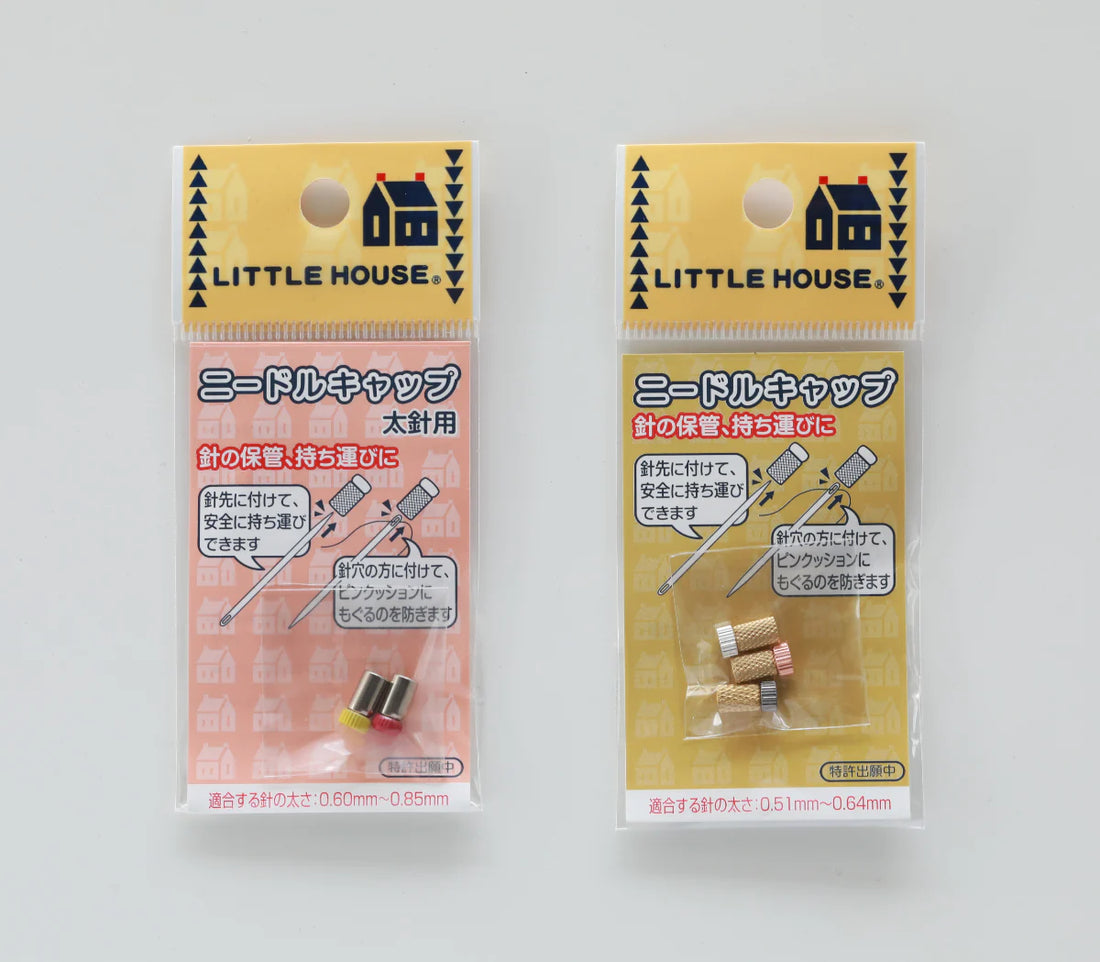 LITTLE HOUSE®
ニードルキャップ
太針用
針の保管、持ち運びに
針先に付けて、
安全に持ち運び
できます
針穴の方に付けて、
ピンクッションに
もぐるのを防ぎます
特許出願中
適合する針の太さ:0.60mm〜0.85mm
LITTLE HOUSE®
ニードルキャップ
針の保管、持ち運びに
針先に付けて、
安全に持ち運び
できます
針穴の方に付けて、
ピンクッションに
もぐるのを防ぎます
特許出願中
適合する針の太さ:0.51mm〜0.64mm